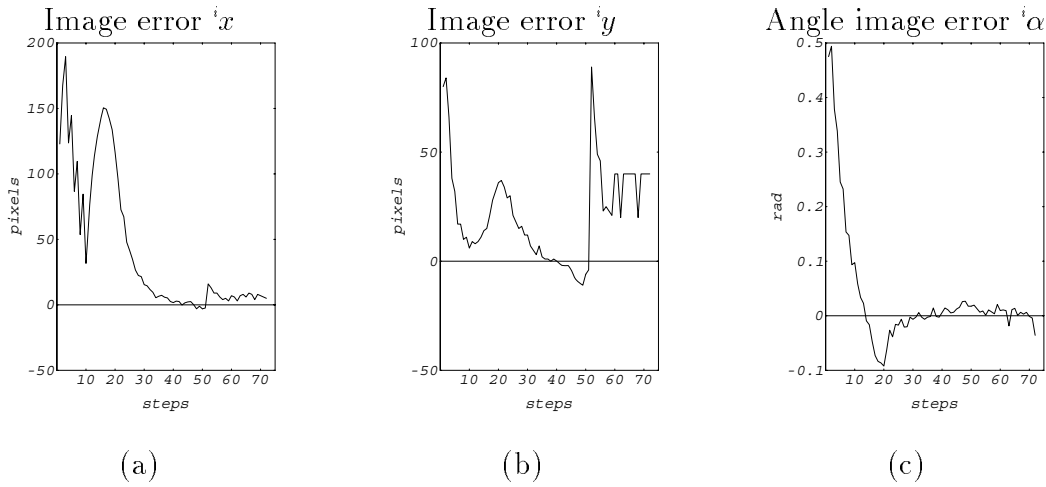 Image error ⁱx
200
150
100
50
0
-50
pixels
10 20 30 40 50 60 70
steps
(a)
Image error ⁱy
100
50
0
-50
pixels
10 20 30 40 50 60 70
steps
(b)
Angle image error ⁱα
0.5
0.4
0.3
0.2
0.1
0
-0.1
rad
10 20 30 40 50 60 70
steps
(c)